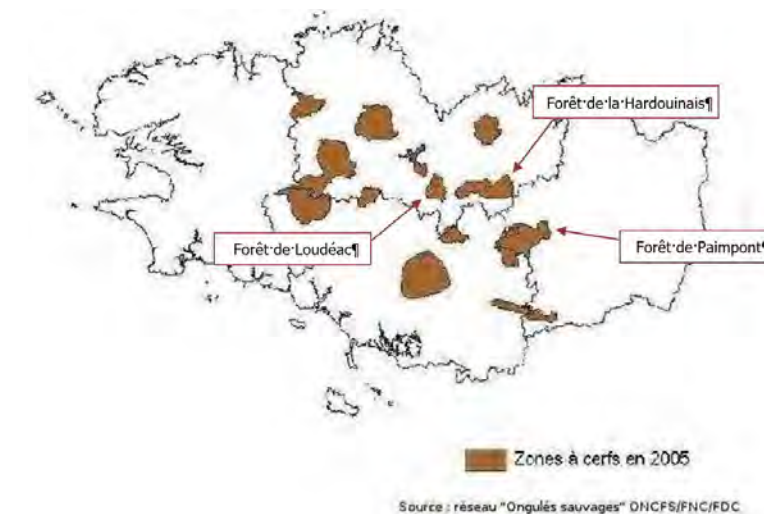 Forêt·de·la·Hardouinais¶
Forêt·de·Loudéac¶
Forêt·de·Paimpont¶
Zones à cerfs en 2005
Source : réseau "Ongulés sauvages" ONCFS/FNC/FDC